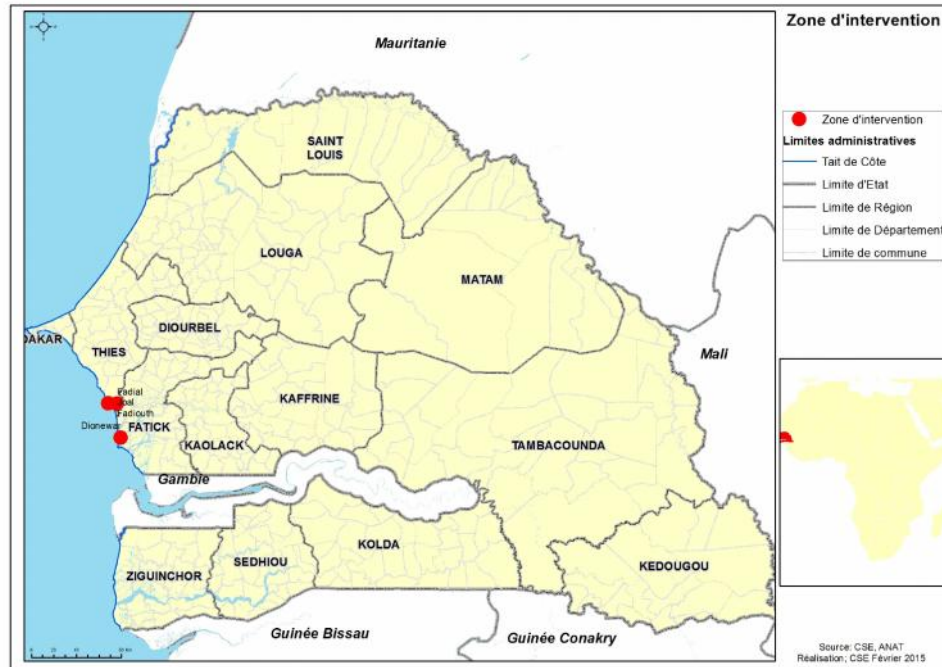 Zone d'intervention
Mauritanie
Zone d'intervention
Limites administratives
Tait de Côte
Limite d'Etat
Limite de Région
Limite de Département
Limite de commune
SAINT
LOUIS
LOUGA
MATAM
DAKAR
THIES
DIOURBEL
Mali
Fadial
Joal
Fadiouth
Dionewar
FATICK
KAOLACK
KAFFRINE
TAMBACOUNDA
Gambie
ZIGUINCHOR
SEDHIOU
KOLDA
KEDOUGOU
Guinée Bissau
Guinée Conakry
Source: CSE, ANAT
Réalisation; CSE Février 2015